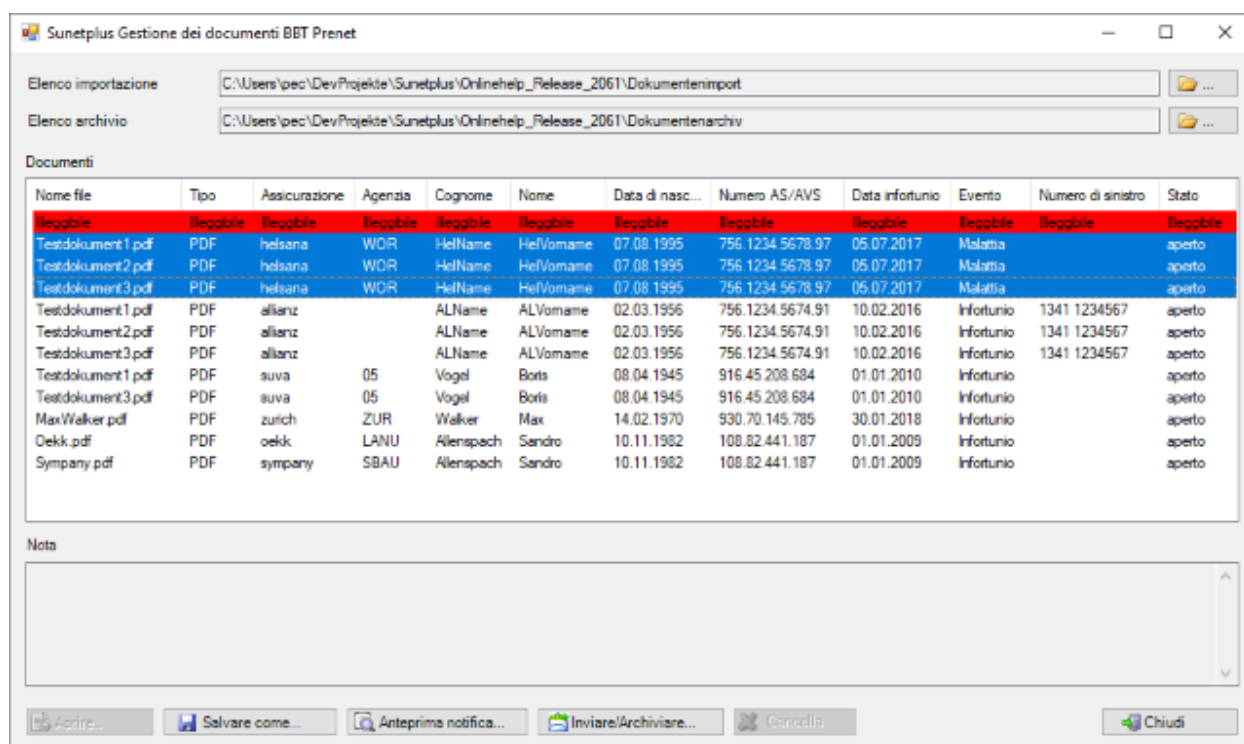 Sunetplus Gestione dei documenti BBT Prenet
Elenco importazione C:\Users\pec\DevProjekte\Sunetplus\Onlinehelp_Release_2061\Dokumentenimport ...
Elenco archivio C:\Users\pec\DevProjekte\Sunetplus\Onlinehelp_Release_2061\Dokumentenarchiv ...
Documenti
Nome file Tipo Assicurazione Agenzia Cognome Nome Data di nasc... Numero AS/AVS Data infortunio Evento Numero di sinistro Stato
Illeggibile Illeggibile Illeggibile Illeggibile Illeggibile Illeggibile Illeggibile Illeggibile Illeggibile Illeggibile Illeggibile Illeggibile
Testdokument1.pdf PDF helsana WOR HelName HelVorname 07.08.1995 756.1234.5678.97 05.07.2017 Malattia aperto
Testdokument2.pdf PDF helsana WOR HelName HelVorname 07.08.1995 756.1234.5678.97 05.07.2017 Malattia aperto
Testdokument3.pdf PDF helsana WOR HelName HelVorname 07.08.1995 756.1234.5678.97 05.07.2017 Malattia aperto
Testdokument1.pdf PDF allianz ALName ALVorname 02.03.1956 756.1234.5674.91 10.02.2016 Infortunio 1341 1234567 aperto
Testdokument2.pdf PDF allianz ALName ALVorname 02.03.1956 756.1234.5674.91 10.02.2016 Infortunio 1341 1234567 aperto
Testdokument3.pdf PDF allianz ALName ALVorname 02.03.1956 756.1234.5674.91 10.02.2016 Infortunio 1341 1234567 aperto
Testdokument1.pdf PDF suva 05 Vogel Boris 08.04.1945 916.45.208.684 01.01.2010 Infortunio aperto
Testdokument3.pdf PDF suva 05 Vogel Boris 08.04.1945 916.45.208.684 01.01.2010 Infortunio aperto
MaxWalker.pdf PDF zurich ZUR Walker Max 14.02.1970 930.70.145.785 30.01.2018 Infortunio aperto
Oekk.pdf PDF oekk LANU Allenspach Sandro 10.11.1982 108.82.441.187 01.01.2009 Infortunio aperto
Sympany.pdf PDF sympany SBAU Allenspach Sandro 10.11.1982 108.82.441.187 01.01.2009 Infortunio aperto
Nota
Aprire... Salvare come... Anteprima notifica... Inviare/Archiviare... Cancella Chiudi